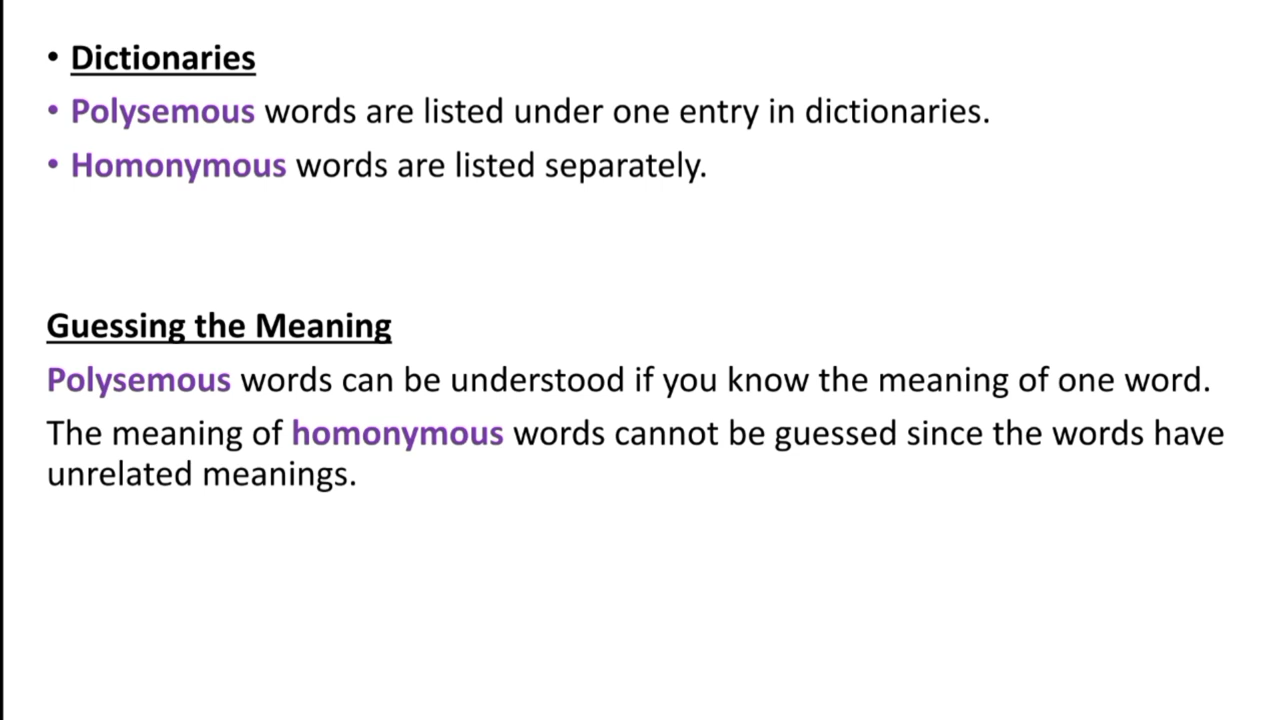 • Dictionaries
• Polysemous words are listed under one entry in dictionaries.
• Homonymous words are listed separately.
Guessing the Meaning
Polysemous words can be understood if you know the meaning of one word.
The meaning of homonymous words cannot be guessed since the words have
unrelated meanings.